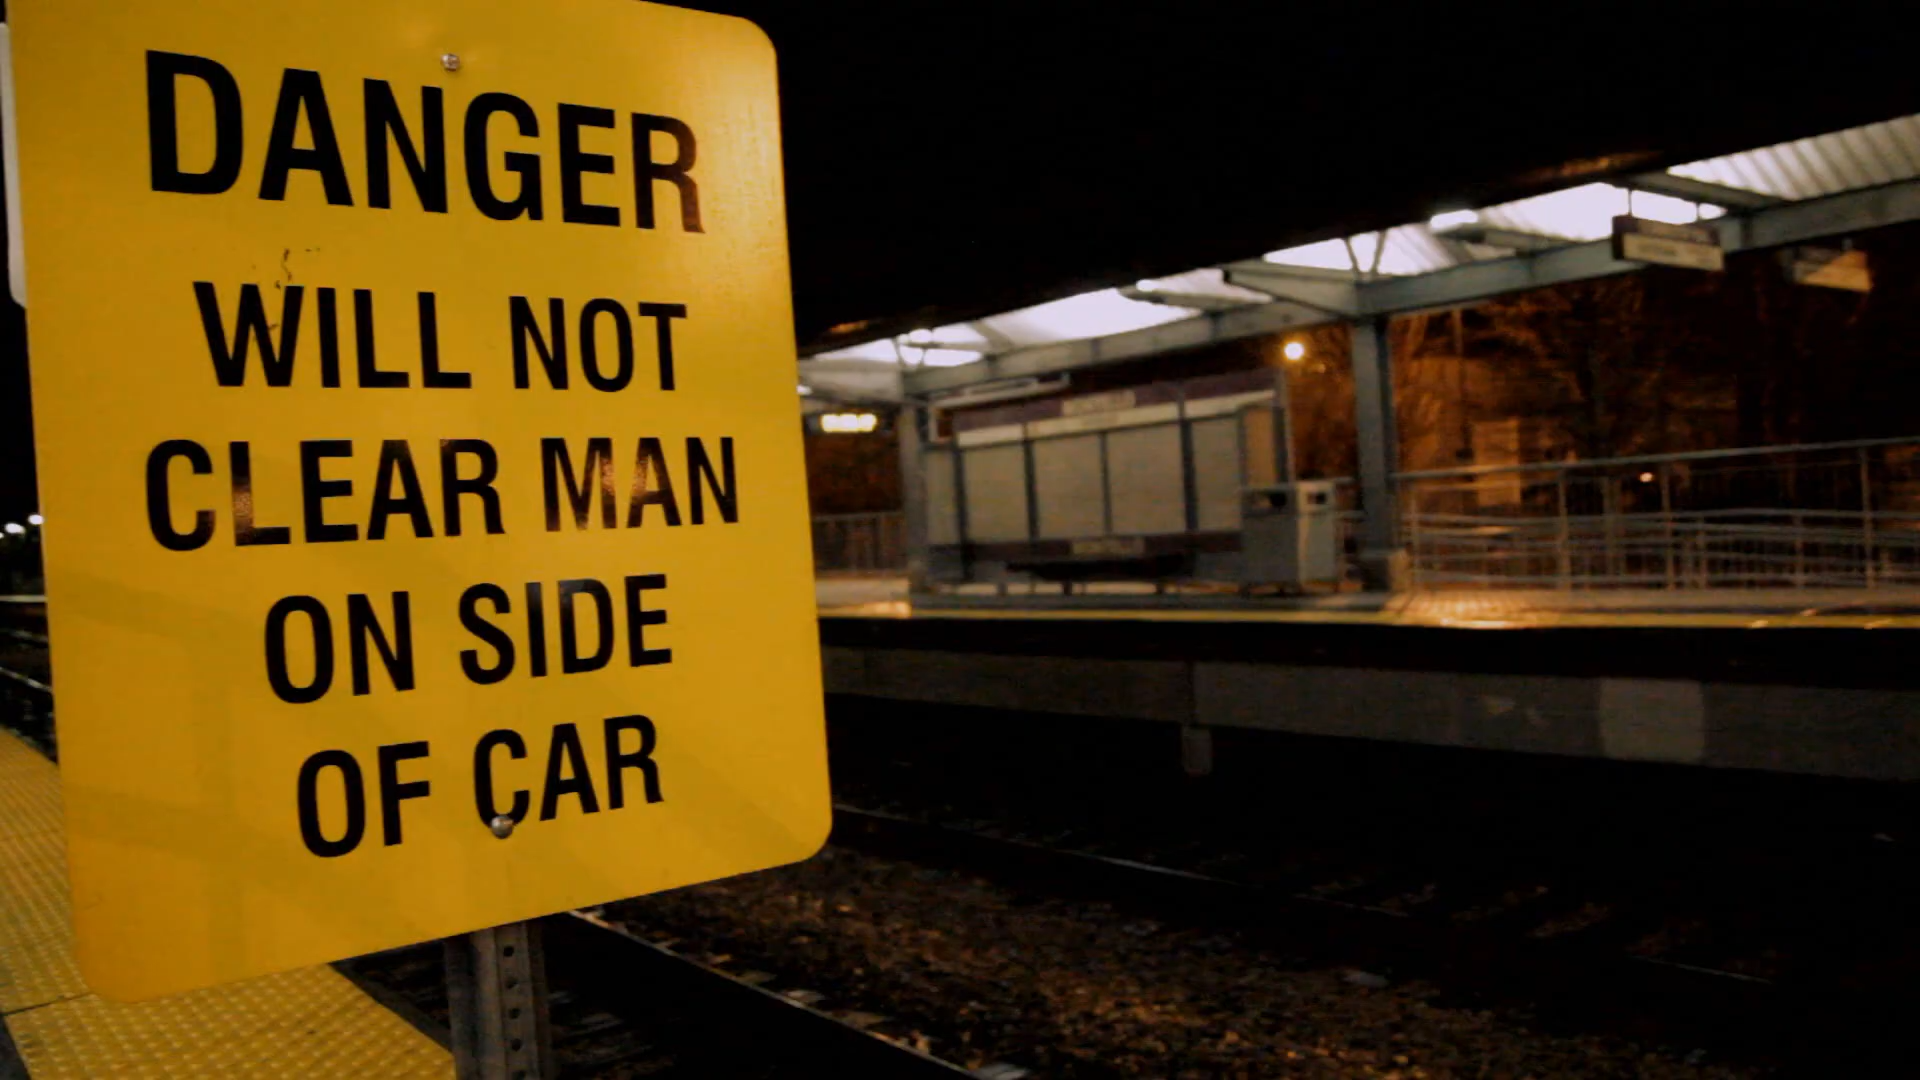 DANGER
WILL NOT
CLEAR MAN
ON SIDE
OF CAR